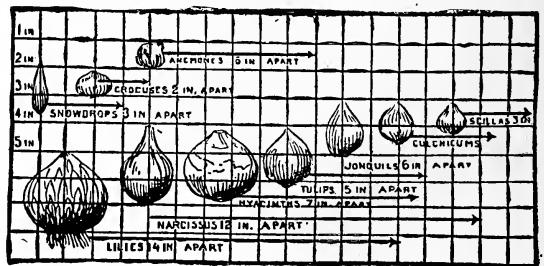 1 IN
2 IN
ANEMONES 6 IN APART
3 IN
CROCUSES 2 IN. APART
4 IN
SNOWDROPS 3 IN APART
SCILLAS 3 IN
CULCHICUMS
5 IN
JONQUILS 6 IN APART
TULIPS. 5 IN APART
HYACINTHS. 7 IN. APART
NARCISSUS 12 IN. APART
LILIES 14 IN. APART